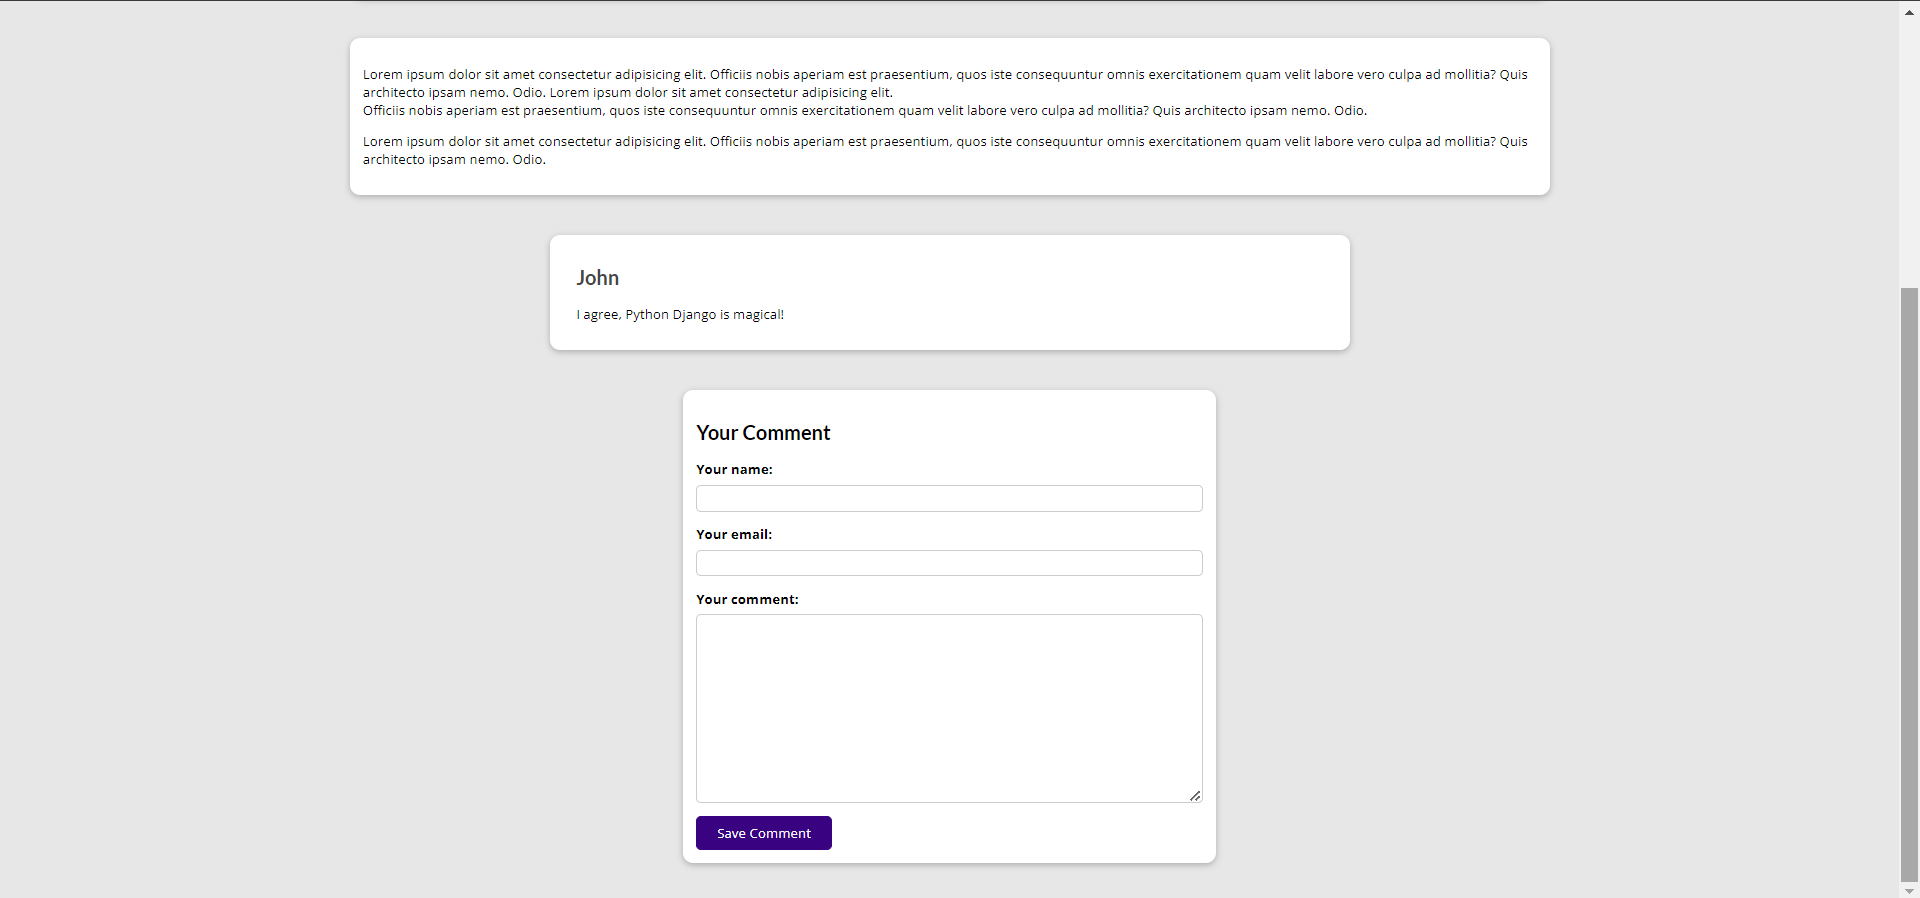 Lorem ipsum dolor sit amet consectetur adipisicing elit. Officiis nobis aperiam est praesentium, quos iste consequuntur omnis exercitationem quam velit labore vero culpa ad mollitia? Quis
architecto ipsam nemo. Odio. Lorem ipsum dolor sit amet consectetur adipisicing elit.
Officiis nobis aperiam est praesentium, quos iste consequuntur omnis exercitationem quam velit labore vero culpa ad mollitia? Quis architecto ipsam nemo. Odio.
Lorem ipsum dolor sit amet consectetur adipisicing elit. Officiis nobis aperiam est praesentium, quos iste consequuntur omnis exercitationem quam velit labore vero culpa ad mollitia? Quis
architecto ipsam nemo. Odio.
John
I agree, Python Django is magical!
Your Comment
Your name:
Your email:
Your comment:
Save Comment